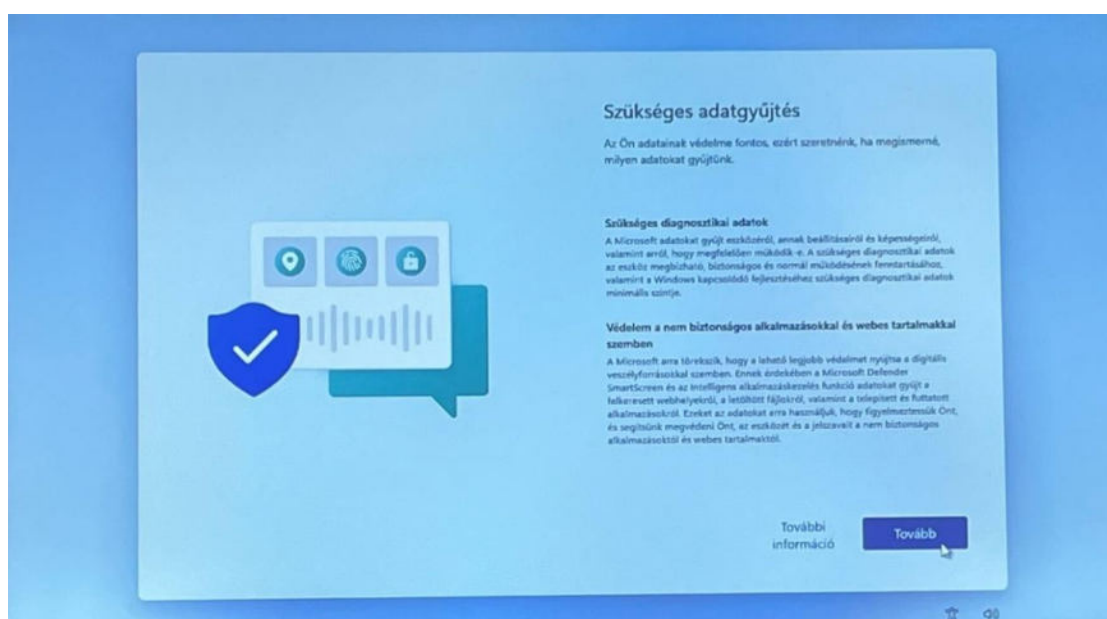 Szükséges adatgyűjtés
Az Ön adatainak védelme fontos, ezért szeretnénk, ha megismerné,
milyen adatokat gyűjtünk.
Szükséges diagnosztikai adatok
A Microsoft adatokat gyűjt eszközéről, annak beállításairól és képességeiről,
valamint arról, hogy megfelelően működik-e. A szükséges diagnosztikai adatok
az eszköz megbízható, biztonságos és normál működésének fenntartásához,
valamint a Windows kapcsolódó fejlesztéséhez szükséges diagnosztikai adatok
minimális szintje.
Védelem a nem biztonságos alkalmazásokkal és webes tartalmakkal
szemben
A Microsoft arra törekszik, hogy a lehető legjobb védelmet nyújtsa a digitális
veszélyforrásokkal szemben. Ennek érdekében a Microsoft Defender
SmartScreen és az Intelligens alkalmazáskezelés funkció adatokat gyűjt a
felkeresett webhelyekről, a letöltött fájlokról, valamint a telepített és futtatott
alkalmazásokról. Ezeket az adatokat arra használjuk, hogy figyelmeztessük Önt,
és segítsünk megvédeni Önt, az eszközét és a jelszavait a nem biztonságos
alkalmazásoktól és webes tartalmaktól.
További
információ
Tovább